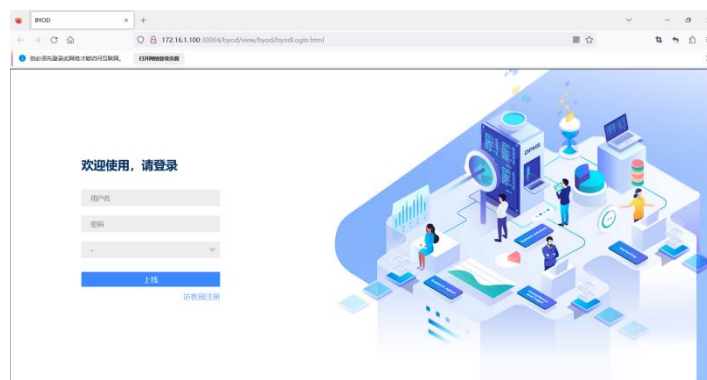 BYOD
172.16.1.100:30004/byod/view/byod/byodLogin.html
您必须先登录此网络才能访问互联网。 打开网络登录页面
欢迎使用，请登录
用户名
密码
-
上线
访客预注册
DPMS